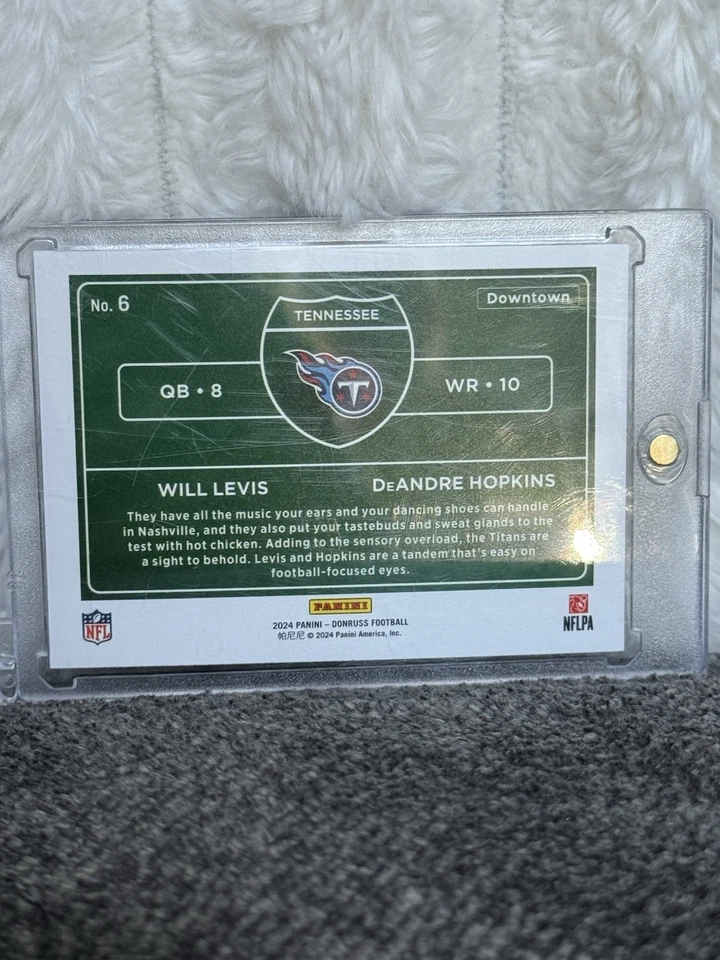 No. 6
Downtown
TENNESSEE
QB • 8
T
WR • 10
WILL LEVIS
DeANDRE HOPKINS
They have all the music your ears and your dancing shoes can handle
in Nashville, and they also put your tastebuds and sweat glands to the
test with hot chicken. Adding to the sensory overload, the Titans are
a sight to behold. Levis and Hopkins are a tandem that's easy on
football-focused eyes.
PANINI
NFL
2024 PANINI – DONRUSS FOOTBALL
帕尼尼 © 2024 Panini America, Inc.
NFLPA